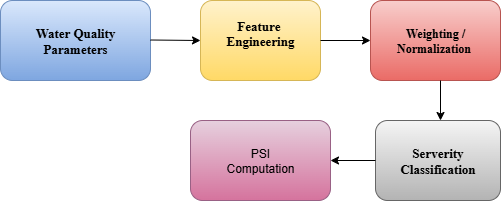 Water Quality
Parameters
Feature
Engineering
Weighting /
Normalization
Serverity
Classification
PSI
Computation